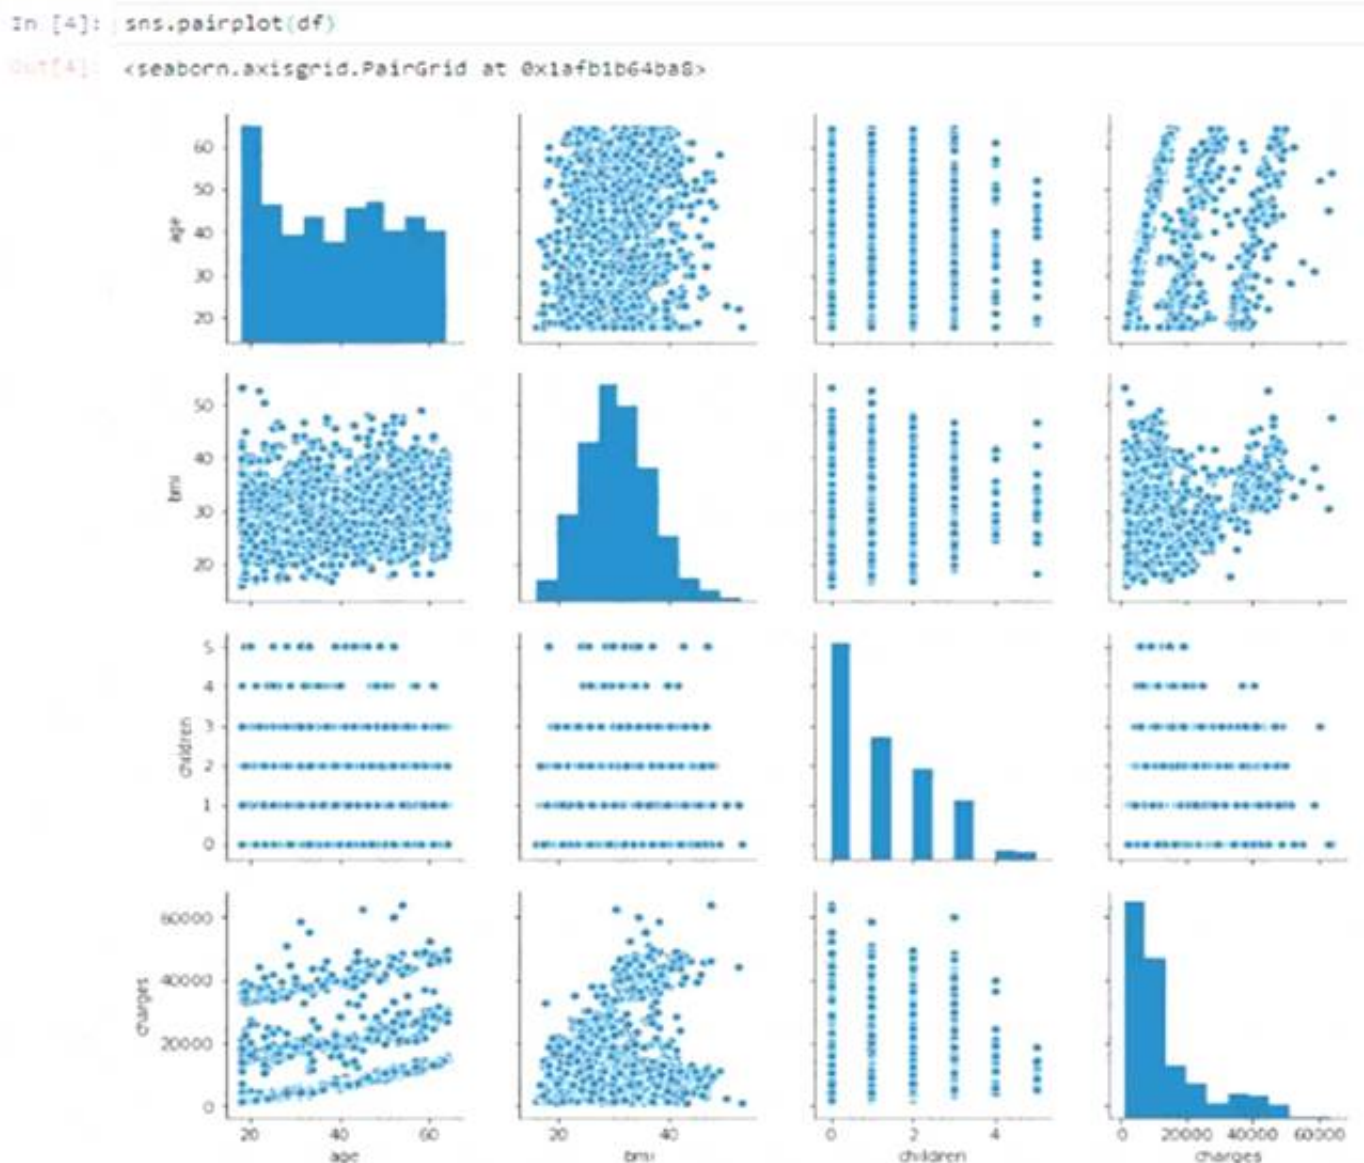 In [4]: sns.pairplot(df)
Out[4]: <seaborn.axisgrid.PairGrid at 0x1afb1b64ba8>
60
50
40
30
20
age
50
40
30
20
bmi
5
4
3
2
1
0
children
60000
40000
20000
0
charges
20 40 60
20 40
0 2 4
0 20000 40000 60000
age
bmi
children
charges